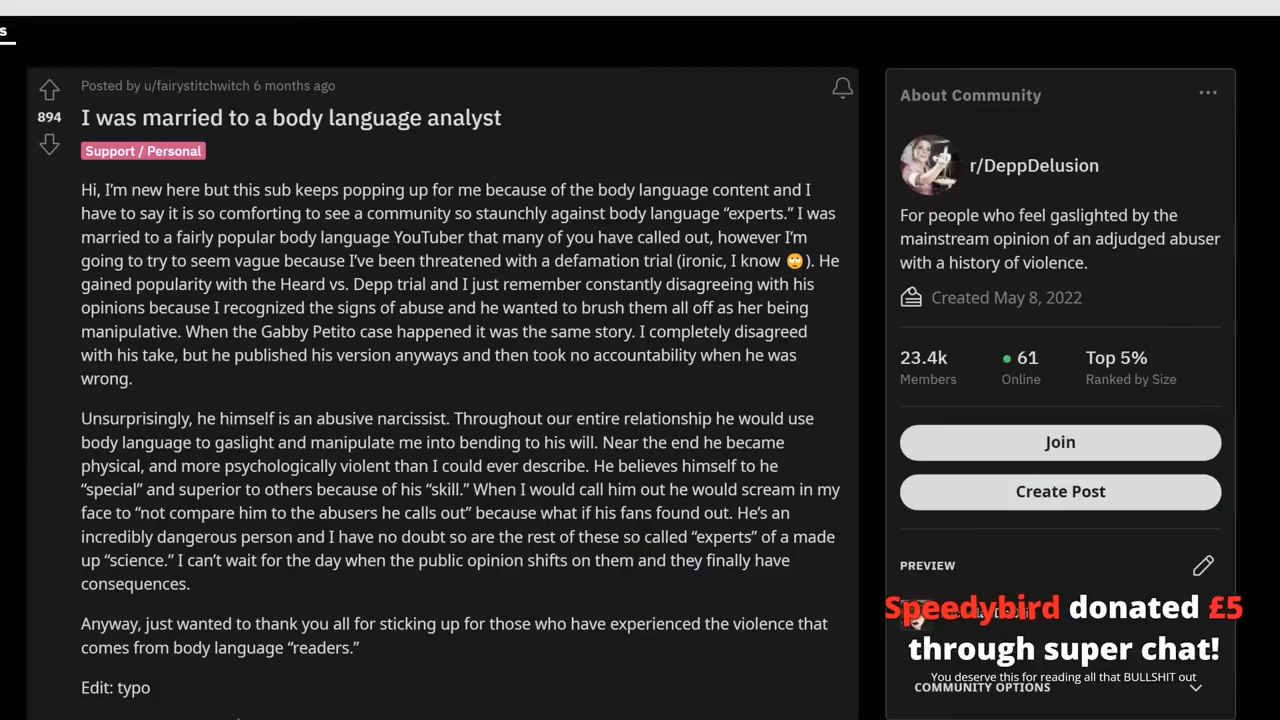 s
Posted by u/fairystitchwitch 6 months ago
894
I was married to a body language analyst
Support / Personal
Hi, I’m new here but this sub keeps popping up for me because of the body language content and I
have to say it is so comforting to see a community so staunchly against body language “experts.” I was
married to a fairly popular body language YouTuber that many of you have called out, however I’m
going to try to seem vague because I’ve been threatened with a defamation trial (ironic, I know 🙄). He
gained popularity with the Heard vs. Depp trial and I just remember constantly disagreeing with his
opinions because I recognized the signs of abuse and he wanted to brush them all off as her being
manipulative. When the Gabby Petito case happened it was the same story. I completely disagreed
with his take, but he published his version anyways and then took no accountability when he was
wrong.
Unsurprisingly, he himself is an abusive narcissist. Throughout our entire relationship he would use
body language to gaslight and manipulate me into bending to his will. Near the end he became
physical, and more psychologically violent than I could ever describe. He believes himself to he
“special” and superior to others because of his “skill.” When I would call him out he would scream in my
face to “not compare him to the abusers he calls out” because what if his fans found out. He’s an
incredibly dangerous person and I have no doubt so are the rest of these so called “experts” of a made
up “science.” I can’t wait for the day when the public opinion shifts on them and they finally have
consequences.
Anyway, just wanted to thank you all for sticking up for those who have experienced the violence that
comes from body language “readers.”
Edit: typo
About Community
r/DeppDelusion
For people who feel gaslighted by the
mainstream opinion of an adjudged abuser
with a history of violence.
Created May 8, 2022
23.4k 61 Top 5%
Members Online Ranked by Size
Join
Create Post
PREVIEW
Speedybird donated £5
through super chat!
You deserve this for reading all that BULLSHIT out
COMMUNITY OPTIONS